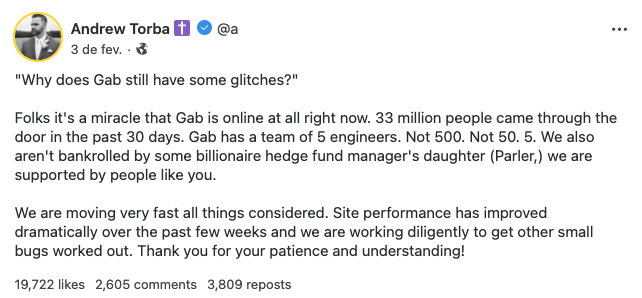 Andrew Torba ✝️ @a
3 de fev. ·
"Why does Gab still have some glitches?"
Folks it's a miracle that Gab is online at all right now. 33 million people came through the
door in the past 30 days. Gab has a team of 5 engineers. Not 500. Not 50. 5. We also
aren't bankrolled by some billionaire hedge fund manager's daughter (Parler,) we are
supported by people like you.
We are moving very fast all things considered. Site performance has improved
dramatically over the past few weeks and we are working diligently to get other small
bugs worked out. Thank you for your patience and understanding!
19,722 likes 2,605 comments 3,809 reposts